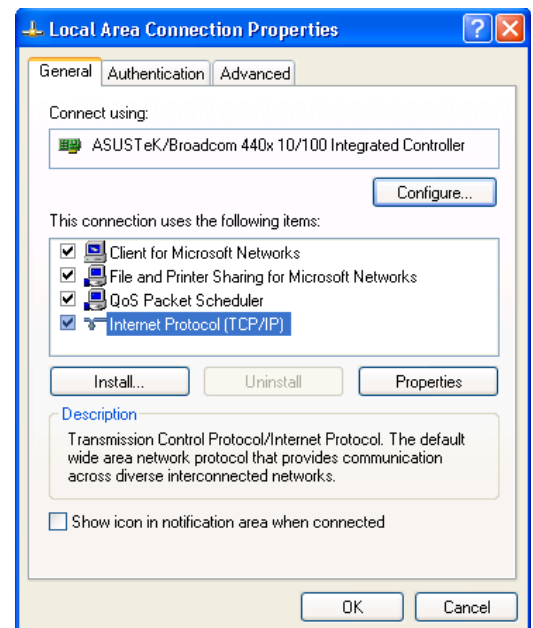 Local Area Connection Properties
General Authentication Advanced
Connect using:
ASUSTeK/Broadcom 440x 10/100 Integrated Controller
Configure...
This connection uses the following items:
Client for Microsoft Networks
File and Printer Sharing for Microsoft Networks
QoS Packet Scheduler
Internet Protocol (TCP/IP)
Install... Uninstall Properties
Description
Transmission Control Protocol/Internet Protocol. The default
wide area network protocol that provides communication
across diverse interconnected networks.
Show icon in notification area when connected
OK Cancel